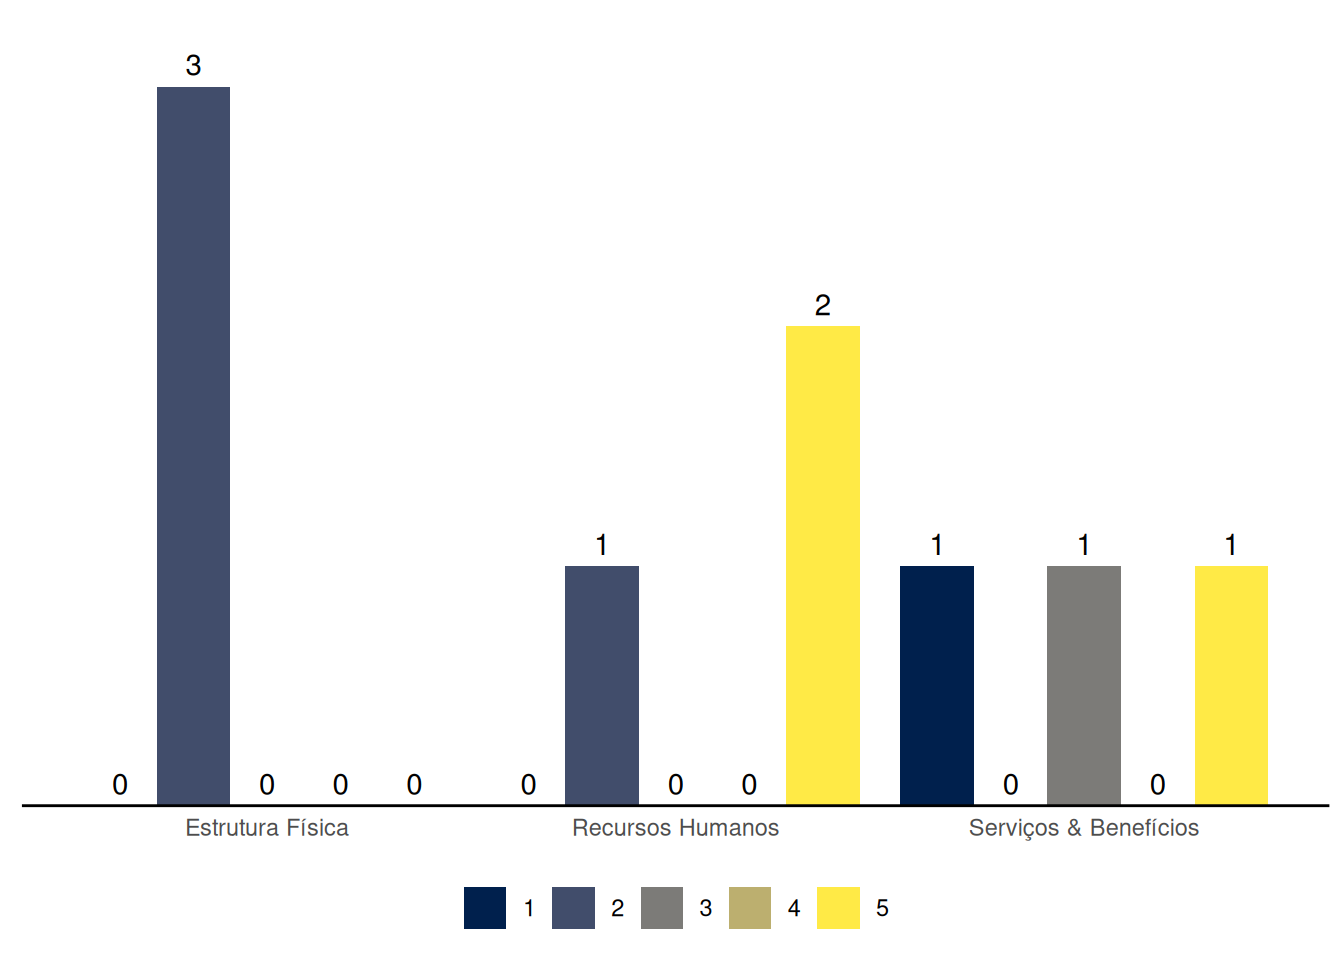 3
2
1 1 1 1
0 0 0 0 0 0 0 0 0
Estrutura Física Recursos Humanos Serviços & Benefícios
1 2 3 4 5